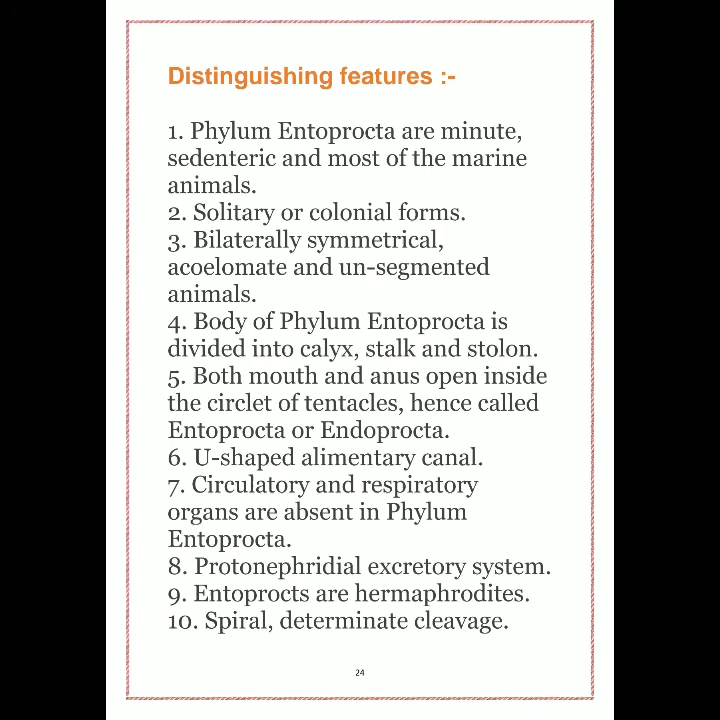 Distinguishing features :-
1. Phylum Entoprocta are minute,
sedenteric and most of the marine
animals.
2. Solitary or colonial forms.
3. Bilaterally symmetrical,
acoelomate and un-segmented
animals.
4. Body of Phylum Entoprocta is
divided into calyx, stalk and stolon.
5. Both mouth and anus open inside
the circlet of tentacles, hence called
Entoprocta or Endoprocta.
6. U-shaped alimentary canal.
7. Circulatory and respiratory
organs are absent in Phylum
Entoprocta.
8. Protonephridial excretory system.
9. Entoprocts are hermaphrodites.
10. Spiral, determinate cleavage.
24